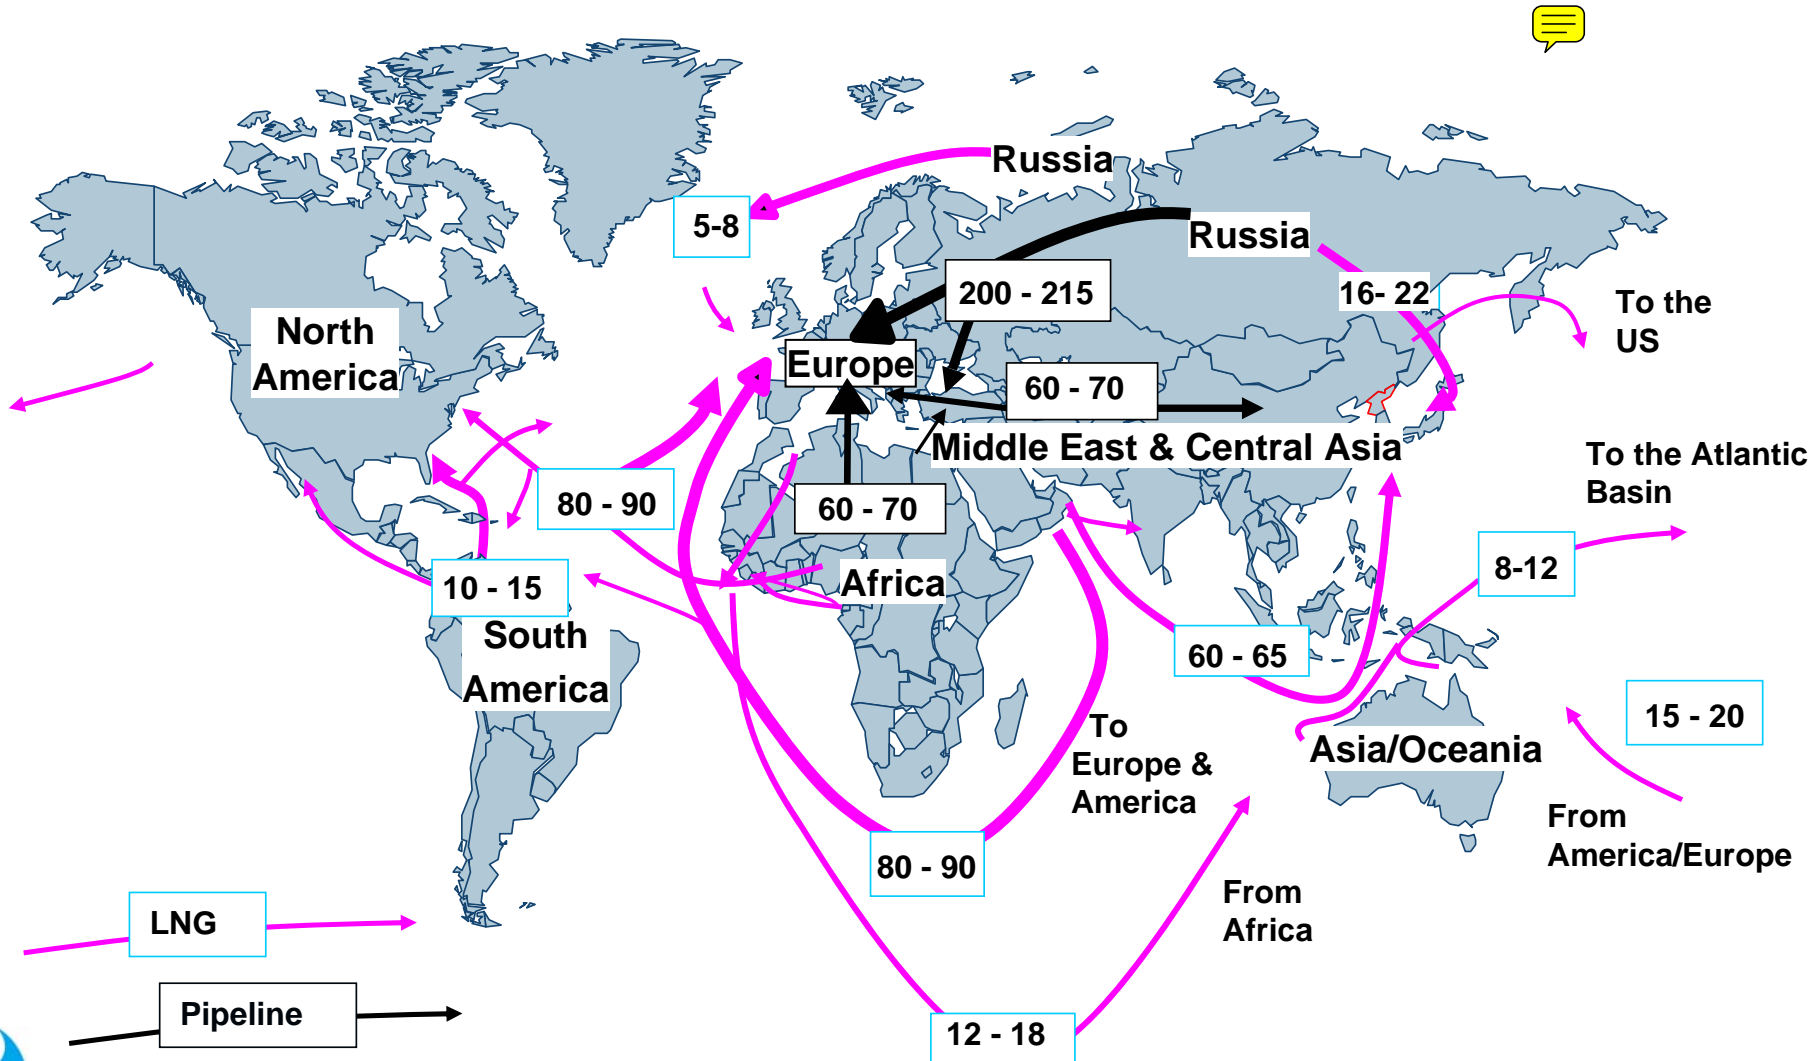 Russia
5-8
Russia
200 - 215
16- 22
To the
US
North
America
Europe
60 - 70
Middle East & Central Asia
To the Atlantic
Basin
80 - 90
60 - 70
8-12
10 - 15
Africa
South
America
60 - 65
To
Europe &
America
Asia/Oceania
15 - 20
From
America/Europe
80 - 90
From
Africa
LNG
Pipeline
12 - 18